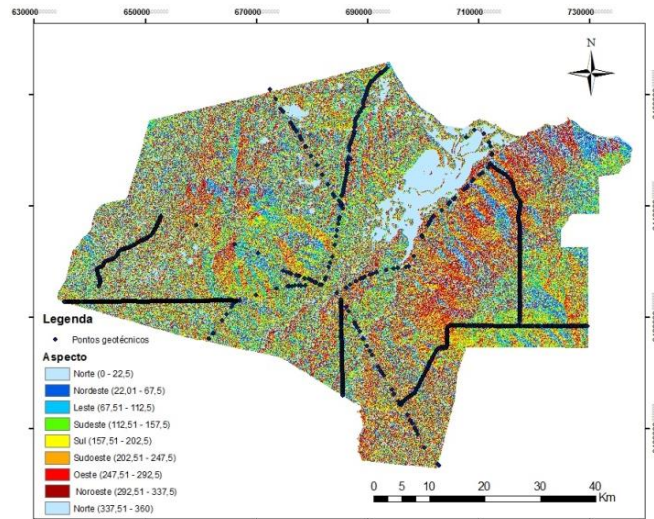 630000 650000 670000 690000 710000 730000
N
Legenda
Pontos geotécnicos
Aspecto
Norte (0 - 22,5)
Nordeste (22,01 - 67,5)
Leste (67,51 - 112,5)
Sudeste (112,51 - 157,5)
Sul (157,51 - 202,5)
Sudoeste (202,51 - 247,5)
Oeste (247,51 - 292,5)
Noroeste (292,51 - 337,5)
Norte (337,51 - 360)
0 2,5 5 10 20 30 40
Km